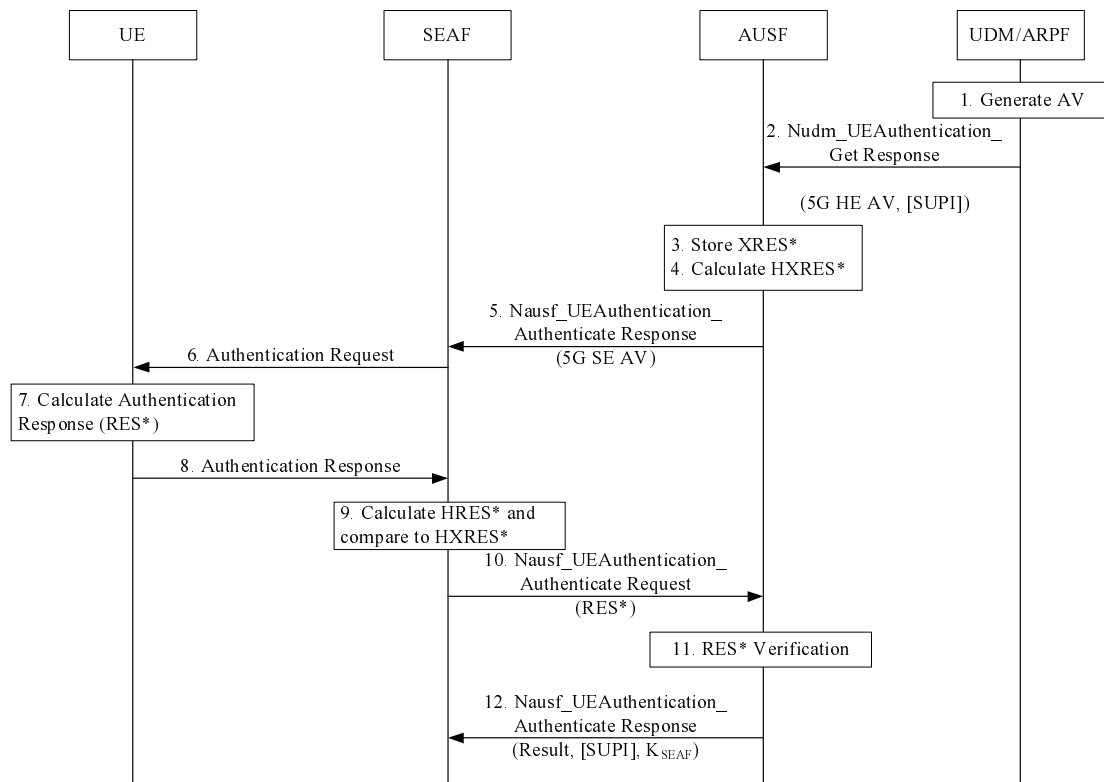 UE
SEAF
AUSF
UDM/ARPF
1. Generate AV
2. Nudm_UEAuthentication_
Get Response
(5G HE AV, [SUPI])
3. Store XRES*
4. Calculate HXRES*
5. Nausf_UEAuthentication_
Authenticate Response
(5G SE AV)
6. Authentication Request
7. Calculate Authentication
Response (RES*)
8. Authentication Response
9. Calculate HRES* and
compare to HXRES*
10. Nausf_UEAuthentication_
Authenticate Request
(RES*)
11. RES* Verification
12. Nausf_UEAuthentication_
Authenticate Response
(Result, [SUPI], KSEAF)